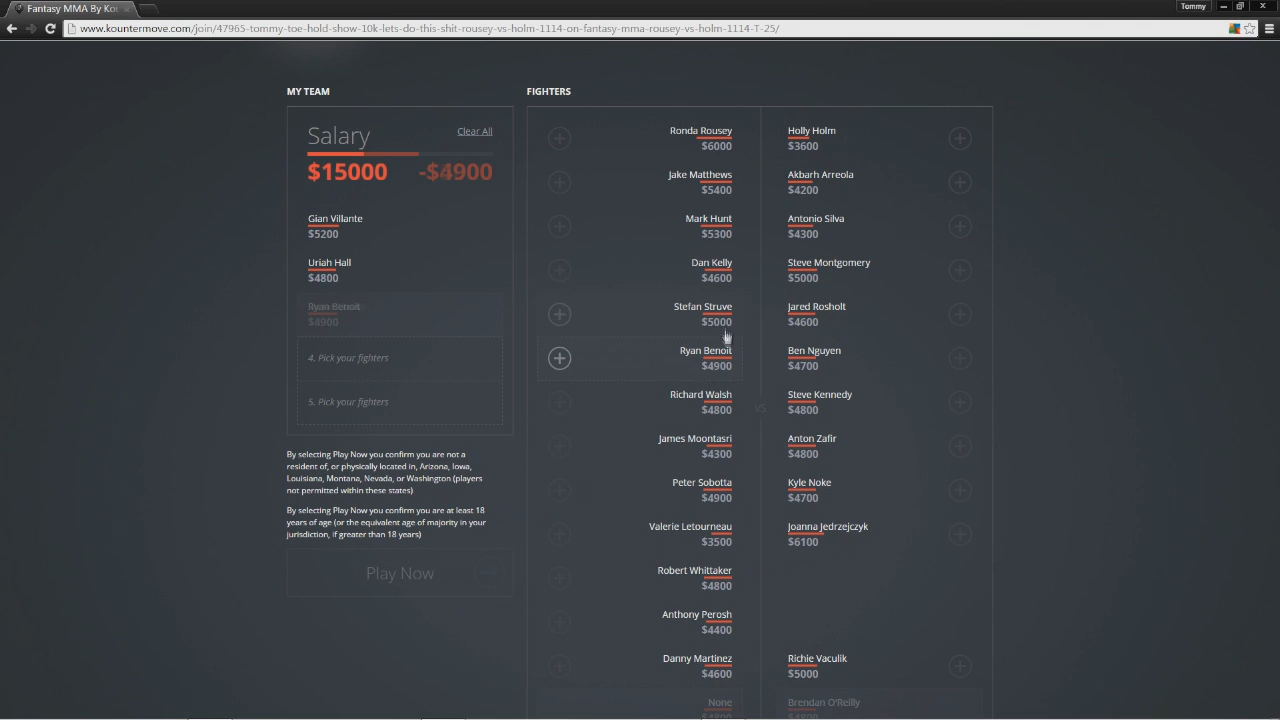 Fantasy MMA By Kou
Tommy
www.kountermove.com/join/47965-tommy-toe-hold-show-10k-lets-do-this-shit-rousey-vs-holm-1114-on-fantasy-mma-rousey-vs-holm-1114-T-25/
MY TEAM
Salary
Clear All
$15000
-$4900
Gian Villante
$5200
Uriah Hall
$4800
Ryan Benoit
$4900
4. Pick your fighters
5. Pick your fighters
By selecting Play Now you confirm you are not a
resident of, or physically located in, Arizona, Iowa,
Louisiana, Montana, Nevada, or Washington (players
not permitted within these states)
By selecting Play Now you confirm you are at least 18
years of age (or the equivalent age of majority in your
jurisdiction, if greater than 18 years)
Play Now
FIGHTERS
Ronda Rousey Holly Holm
$6000 $3600
Jake Matthews Akbarh Arreola
$5400 $4200
Mark Hunt Antonio Silva
$5300 $4300
Dan Kelly Steve Montgomery
$4600 $5000
Stefan Struve Jared Rosholt
$5000 $4600
Ryan Benoit Ben Nguyen
$4900 $4700
Richard Walsh Steve Kennedy
$4800 VS $4800
James Moontasri Anton Zafir
$4300 $4800
Peter Sobotta Kyle Noke
$4900 $4700
Valerie Letourneau Joanna Jedrzejczyk
$3500 $6100
Robert Whittaker
$4800
Anthony Perosh
$4400
Danny Martinez Richie Vaculik
$4600 $5000
None Brendan O'Reilly
$4800 $4800